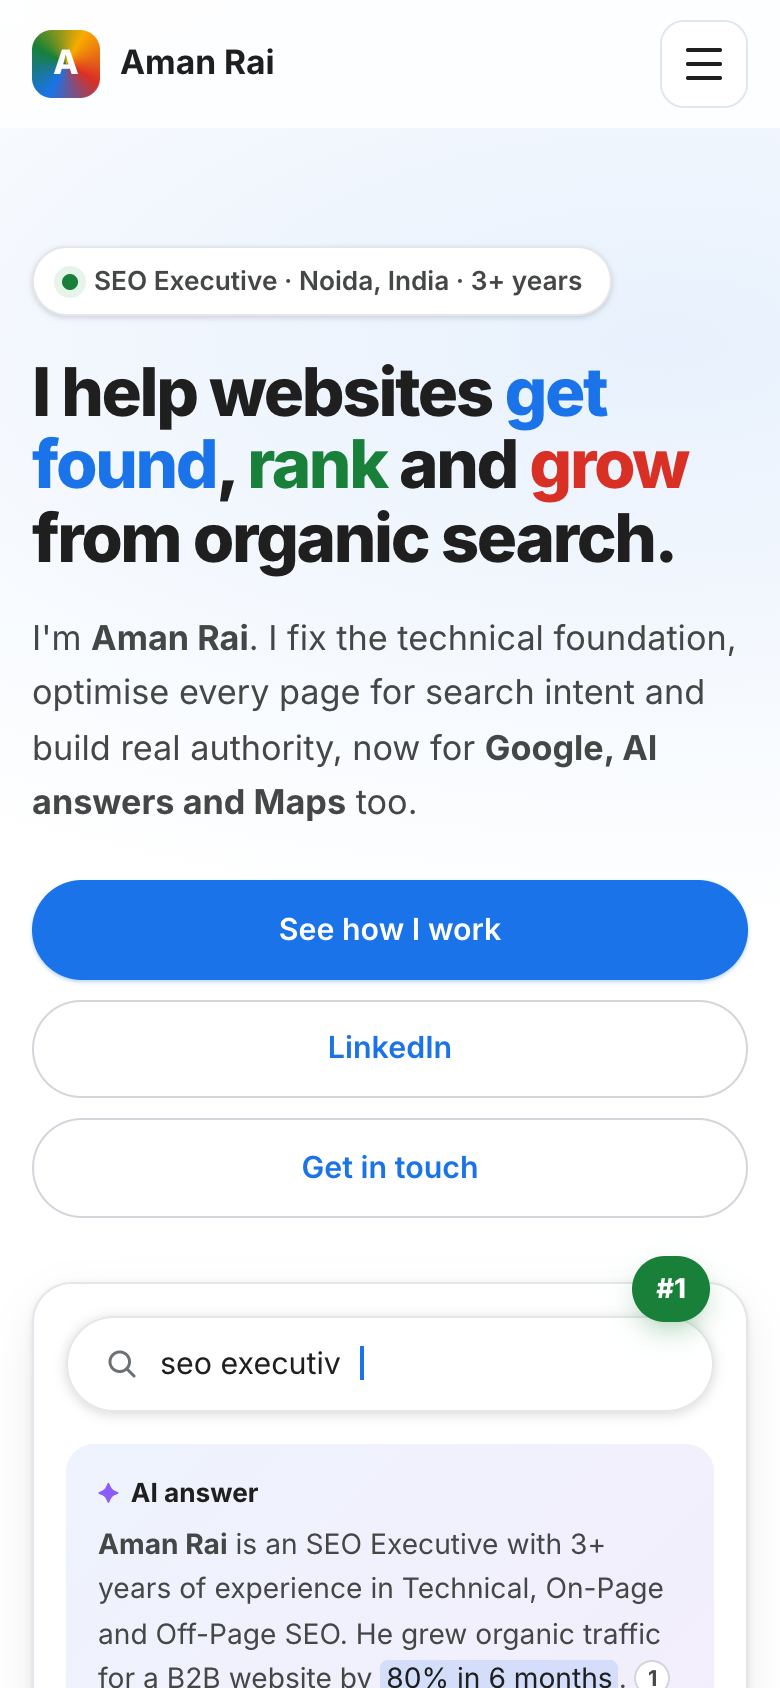 A Aman Rai
SEO Executive · Noida, India · 3+ years
I help websites get
found, rank and grow
from organic search.
I'm Aman Rai. I fix the technical foundation,
optimise every page for search intent and
build real authority, now for Google, AI
answers and Maps too.
See how I work
LinkedIn
Get in touch
#1
seo executiv
AI answer
Aman Rai is an SEO Executive with 3+
years of experience in Technical, On-Page
and Off-Page SEO. He grew organic traffic
for a B2B website by 80% in 6 months. 1